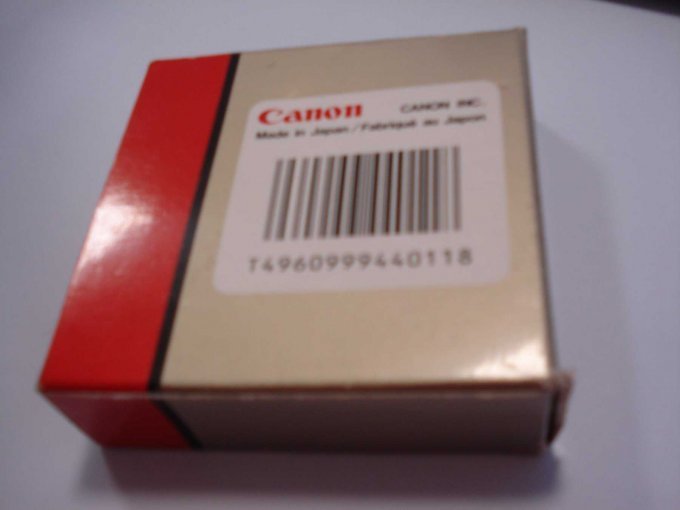 Canon CANON INC.
Made in Japan / Fabriqué au Japon
T4960999440118